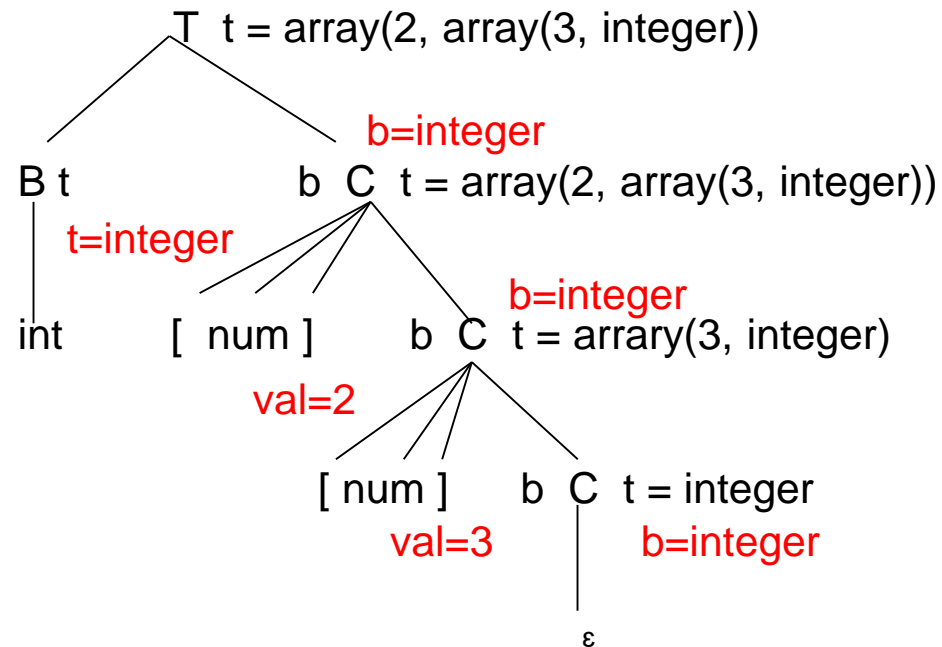 T t = array(2, array(3, integer))
b=integer
B t b C t = array(2, array(3, integer))
t=integer
b=integer
int [ num ] b C t = arrary(3, integer)
val=2
[ num ] b C t = integer
val=3 b=integer
ε